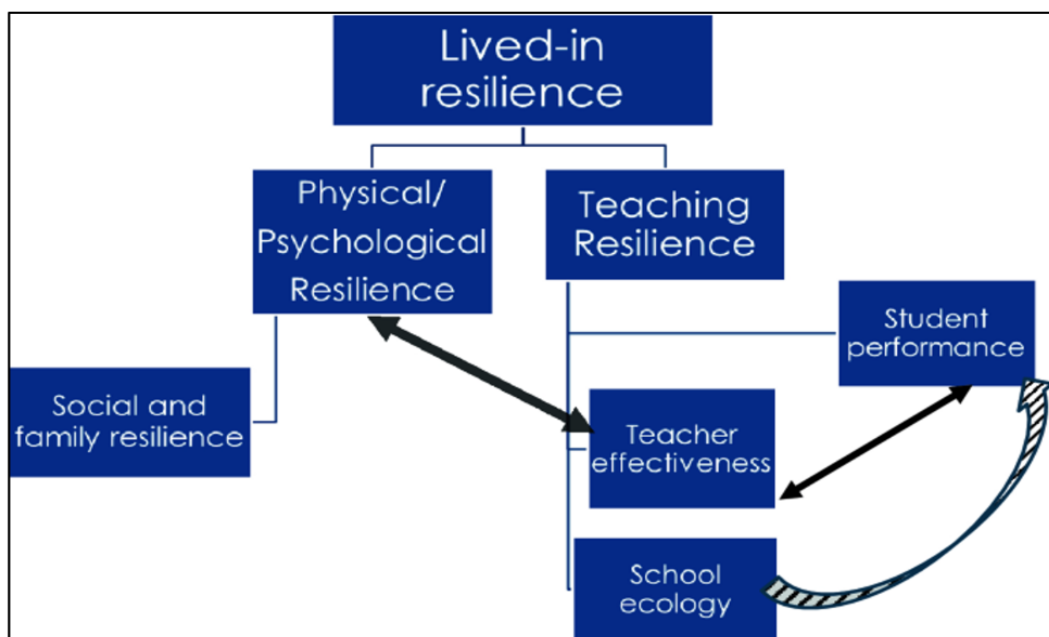 Lived-in
resilience
Physical/
Psychological
Resilience
Teaching
Resilience
Student
performance
Social and
family resilience
Teacher
effectiveness
School
ecology